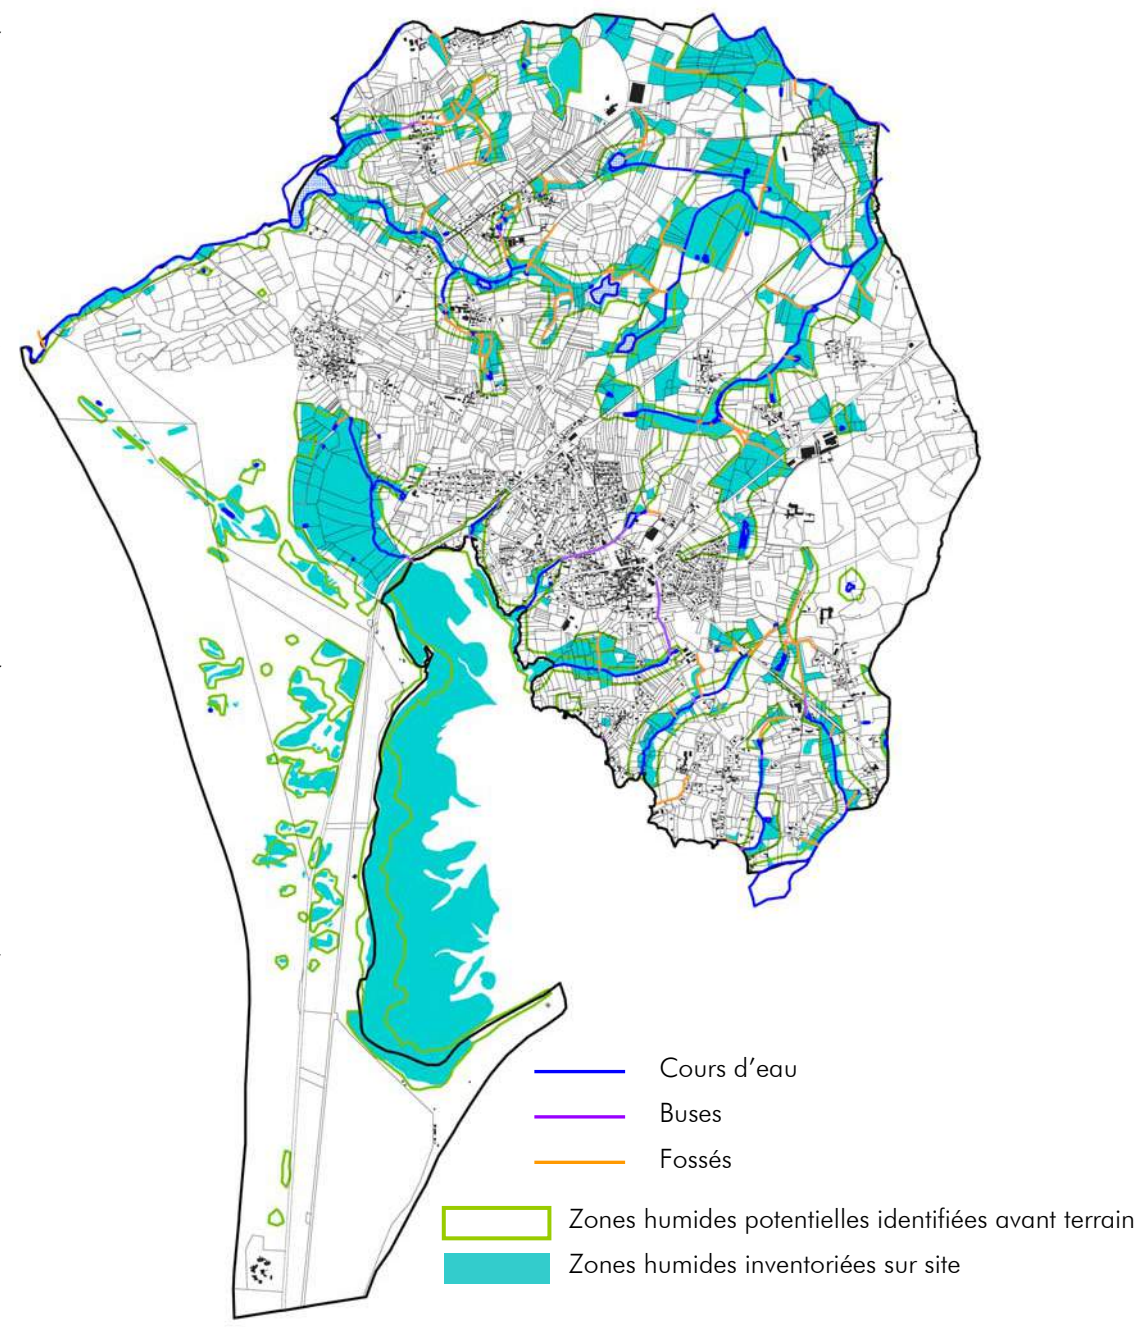 Cours d'eau
Buses
Fossés
Zones humides potentielles identifiées avant terrain
Zones humides inventoriées sur site